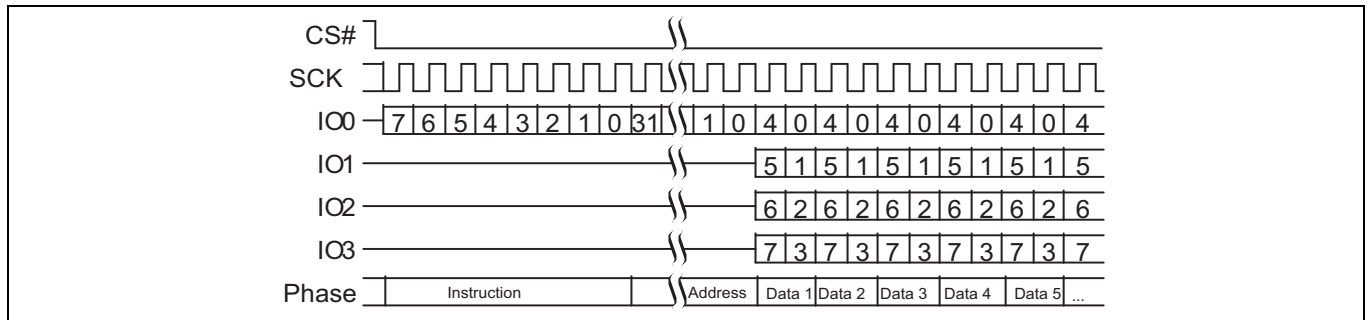 CS#
SCK
IO0 7 6 5 4 3 2 1 0 31 1 0 4 0 4 0 4 0 4 0 4 0 4
IO1 5 1 5 1 5 1 5 1 5 1 5
IO2 6 2 6 2 6 2 6 2 6 2 6
IO3 7 3 7 3 7 3 7 3 7 3 7
Phase Instruction Address Data 1 Data 2 Data 3 Data 4 Data 5 ...